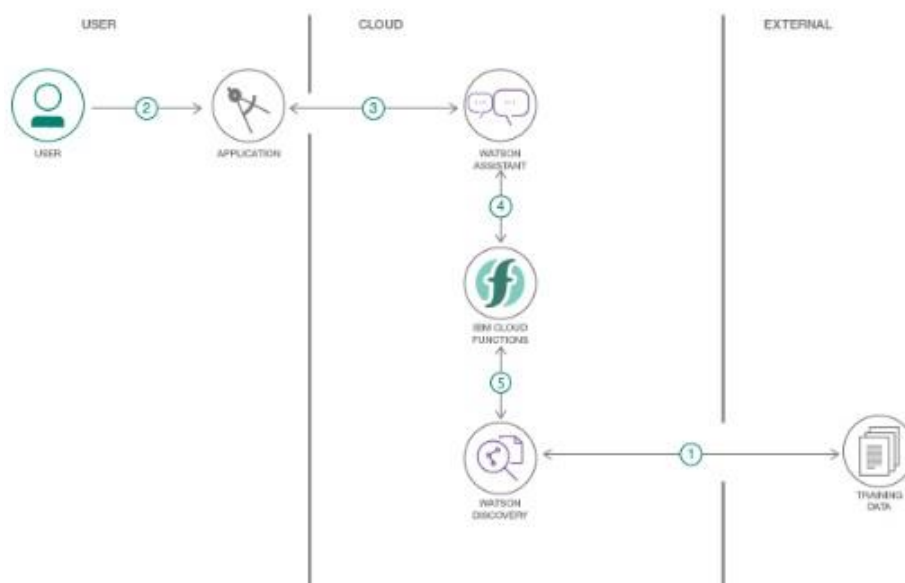 USER
CLOUD
EXTERNAL
2
3
USER
APPLICATION
WATSON
ASSISTANT
4
IBM CLOUD
FUNCTIONS
5
1
WATSON
DISCOVERY
TRAINING
DATA